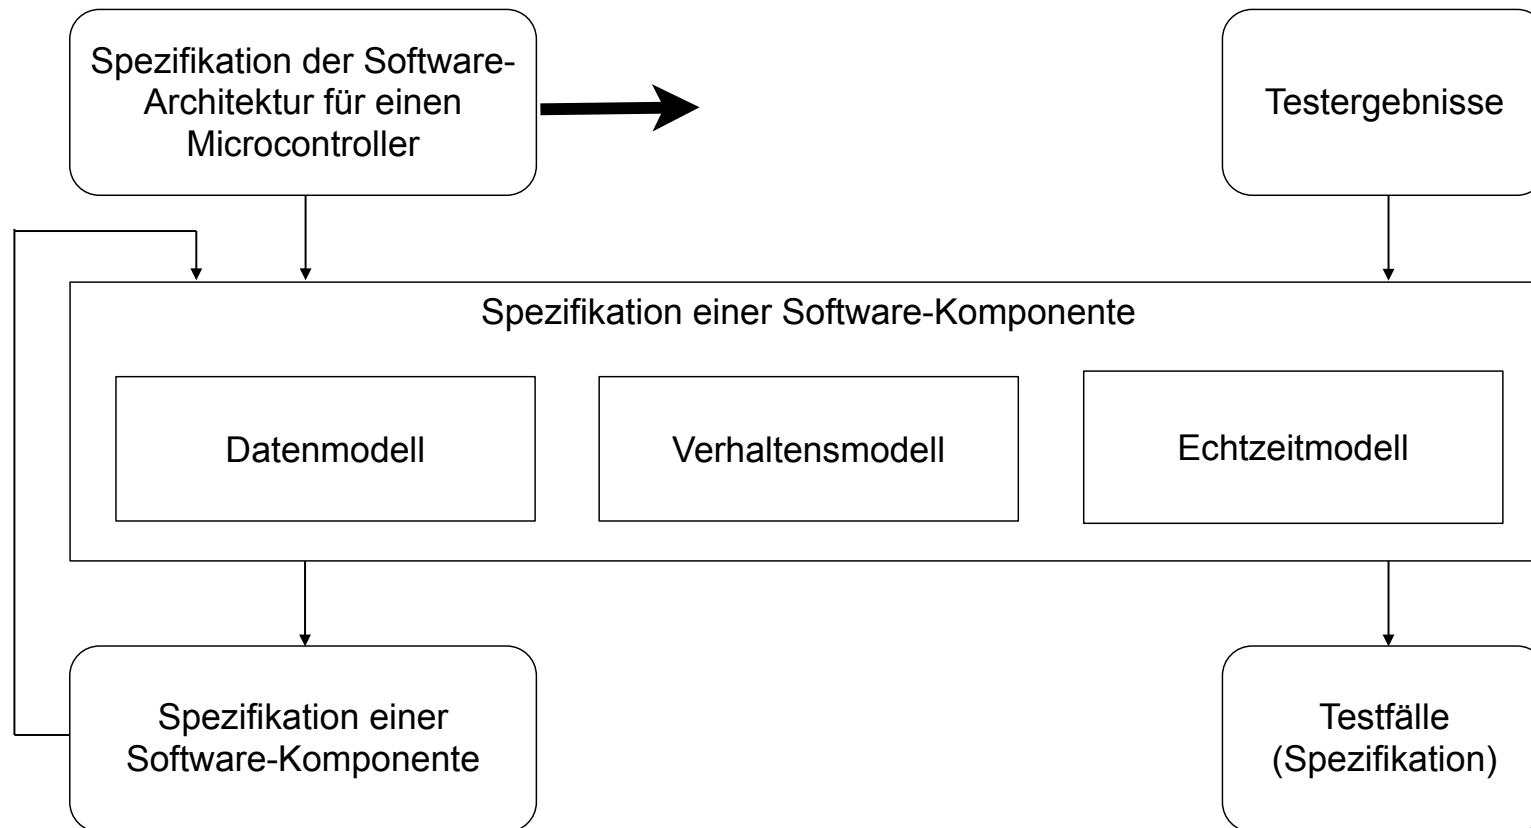 Spezifikation der Software-
Architektur für einen
Microcontroller
Testergebnisse
Spezifikation einer Software-Komponente
Datenmodell
Verhaltensmodell
Echtzeitmodell
Spezifikation einer
Software-Komponente
Testfälle
(Spezifikation)